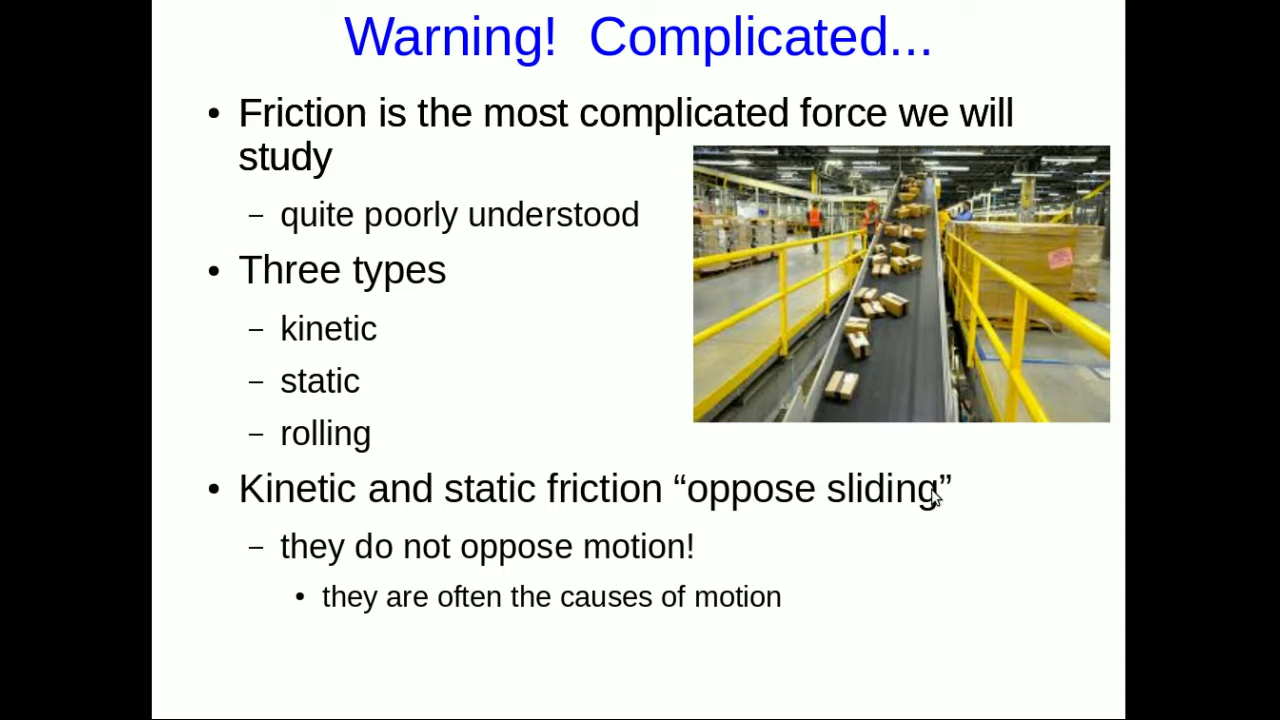 Warning! Complicated...
• Friction is the most complicated force we will
study
– quite poorly understood
• Three types
– kinetic
– static
– rolling
• Kinetic and static friction “oppose sliding”
– they do not oppose motion!
• they are often the causes of motion